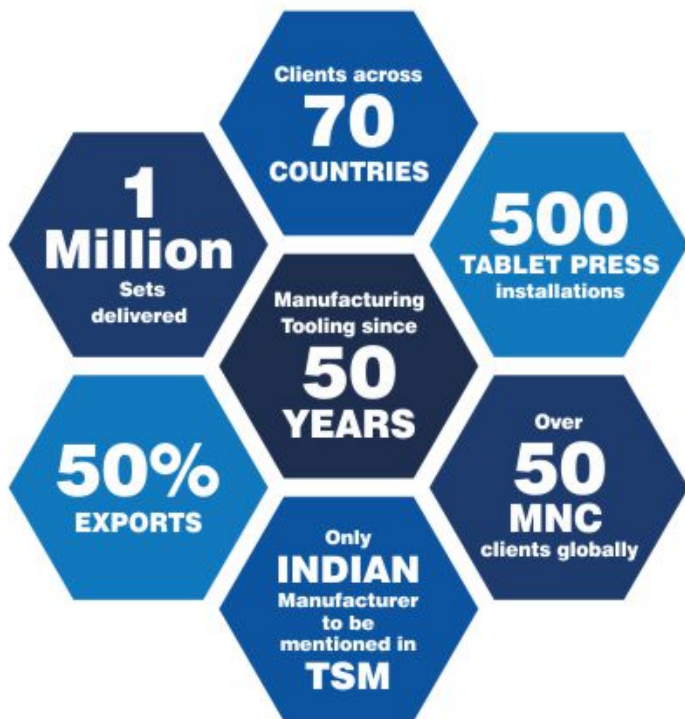 Clients across
70
COUNTRIES
1
Million
Sets
delivered
500
TABLET PRESS
installations
Manufacturing
Tooling since
50
YEARS
50%
EXPORTS
Over
50
MNC
clients globally
Only
INDIAN
Manufacturer
to be
mentioned in
TSM